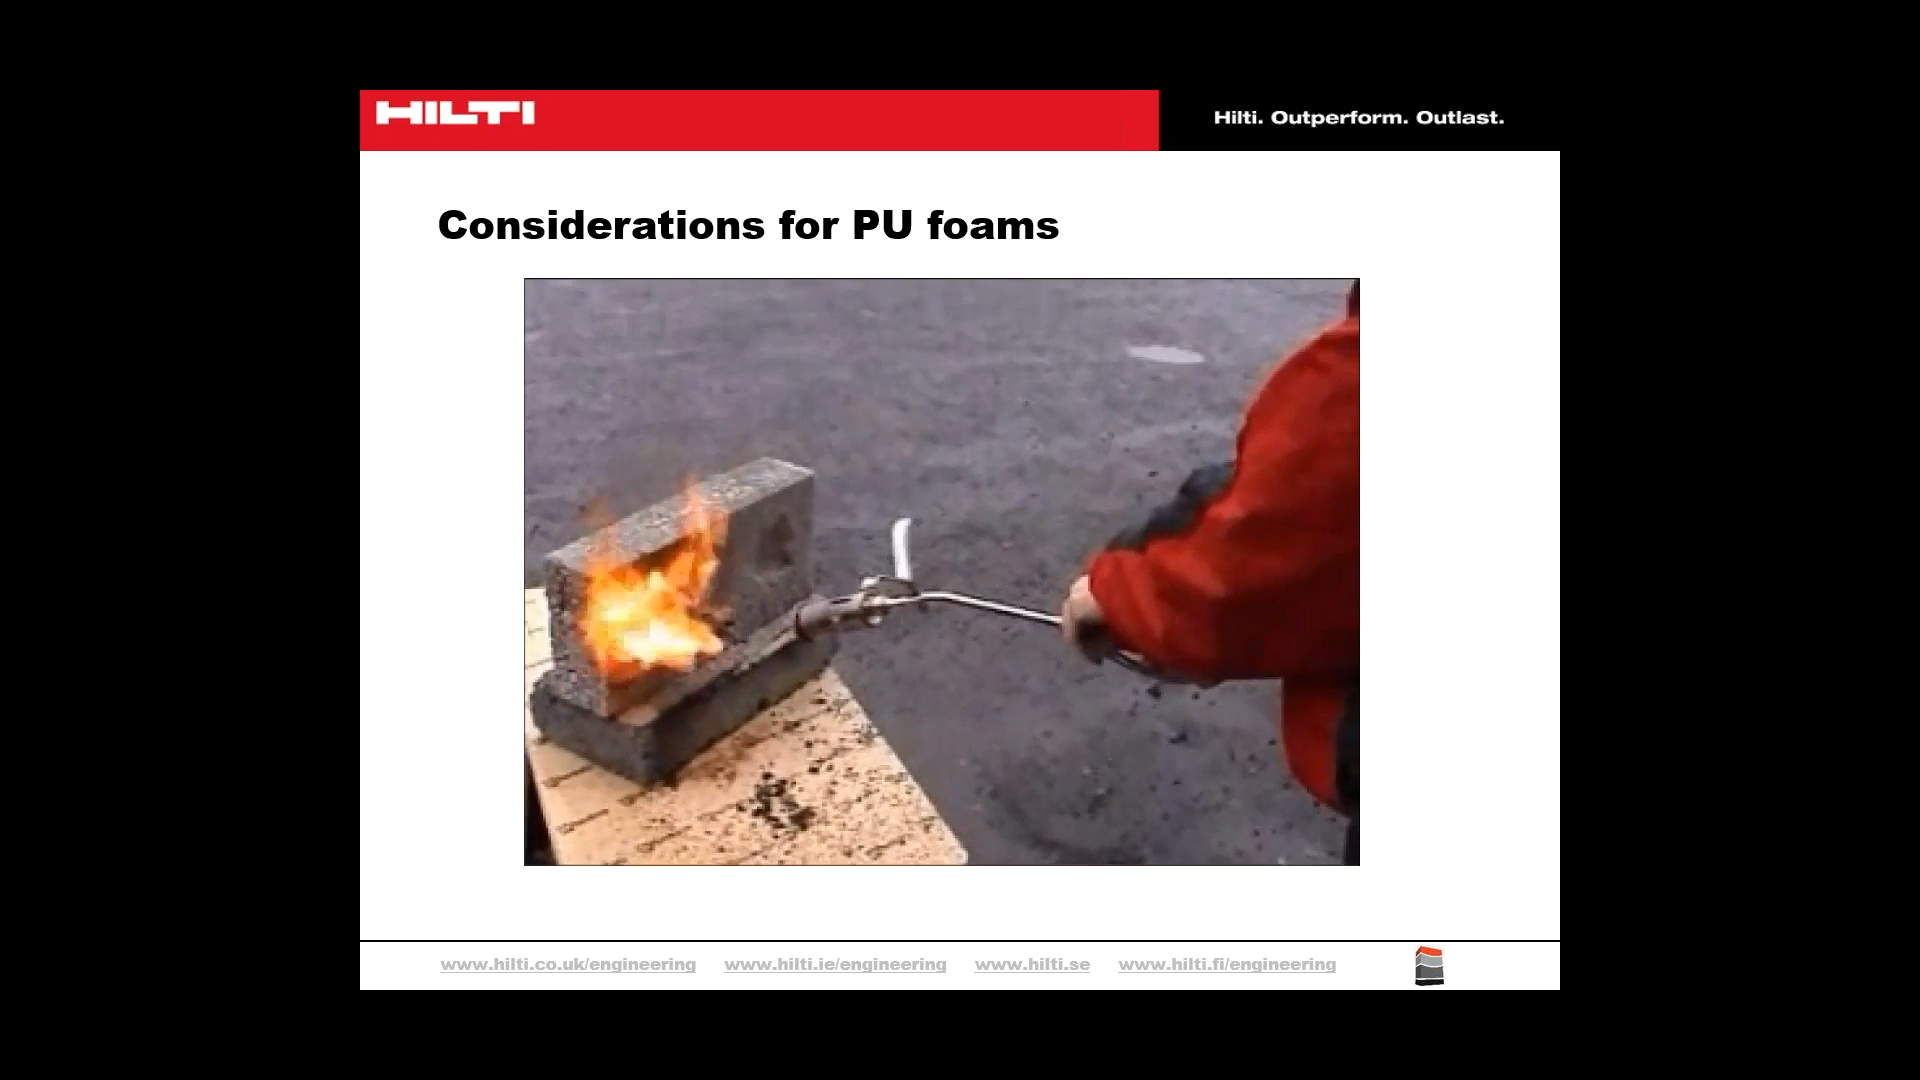 HILTI
Hilti. Outperform. Outlast.
Considerations for PU foams
www.hilti.co.uk/engineering www.hilti.ie/engineering www.hilti.se www.hilti.fi/engineering